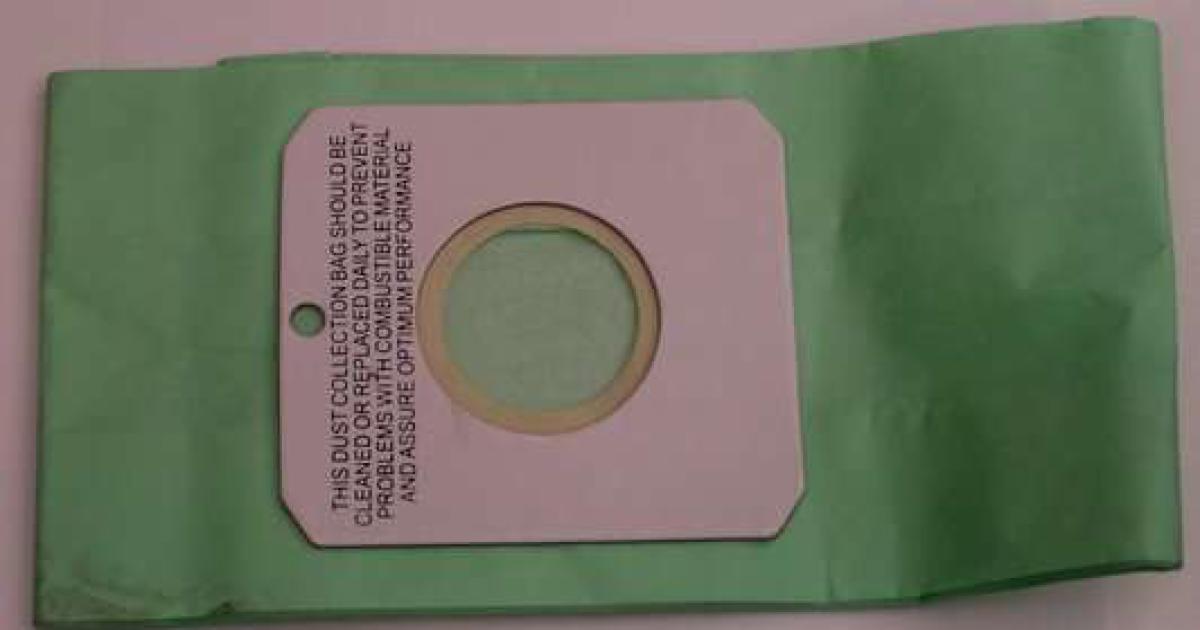 THIS DUST COLLECTION BAG SHOULD BE
CLEANED OR REPLACED DAILY TO PREVENT
PROBLEMS WITH COMBUSTIBLE MATERIAL
AND ASSURE OPTIMUM PERFORMANCE